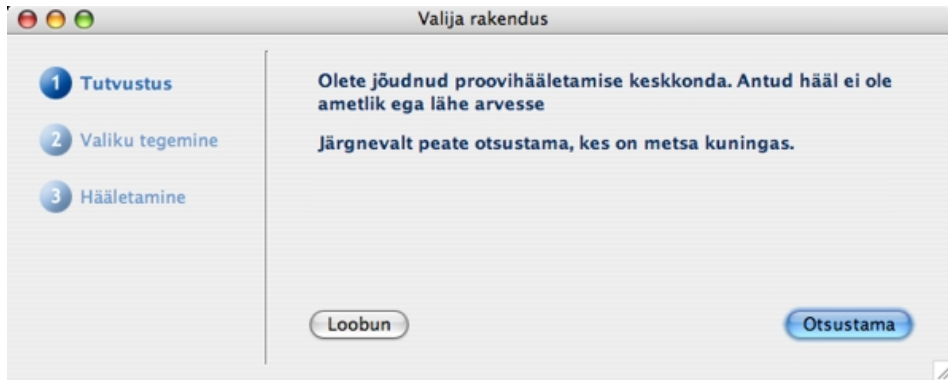 Valija rakendus
1 Tutvustus
2 Valiku tegemine
3 Hääletamine
Olete jõudnud proovihääletamise keskkonda. Antud hääl ei ole
ametlik ega lähe arvesse
Järgnevalt peate otsustama, kes on metsa kuningas.
Loobun
Otsustama